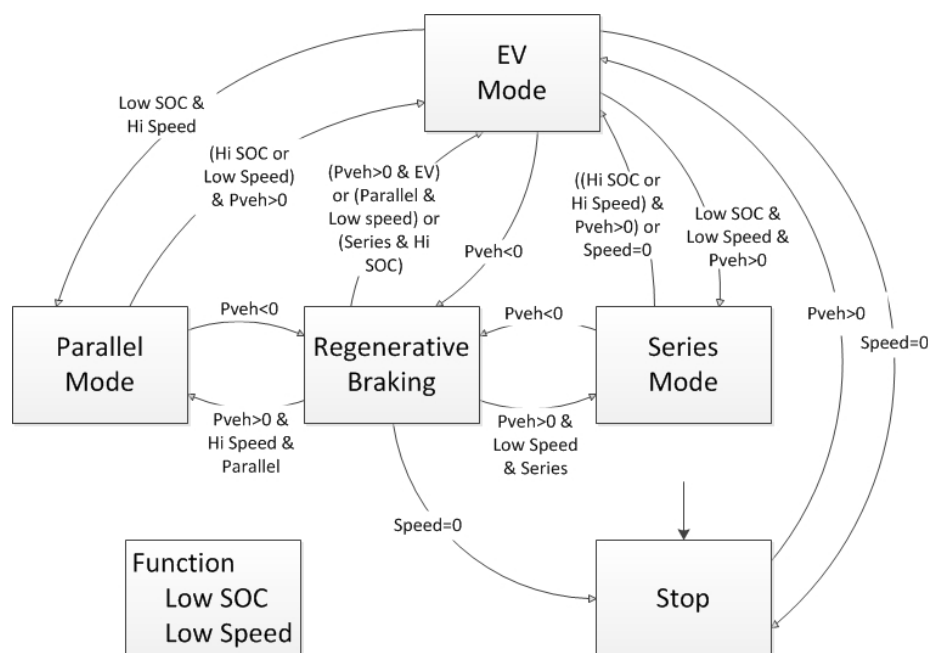 EV
Mode
Low SOC &
Hi Speed
(Hi SOC or
Low Speed)
& Pveh>0
(Pveh>0 & EV)
or (Parallel &
Low speed) or
(Series & Hi
SOC)
Pveh<0
((Hi SOC or
Hi Speed) &
Pveh>0) or
Speed=0
Low SOC &
Low Speed &
Pveh>0
Parallel
Mode
Pveh<0
Regenerative
Braking
Pveh<0
Series
Mode
Pveh>0
Speed=0
Pveh>0 &
Hi Speed &
Parallel
Pveh>0 &
Low Speed
& Series
Speed=0
Function
Low SOC
Low Speed
Stop